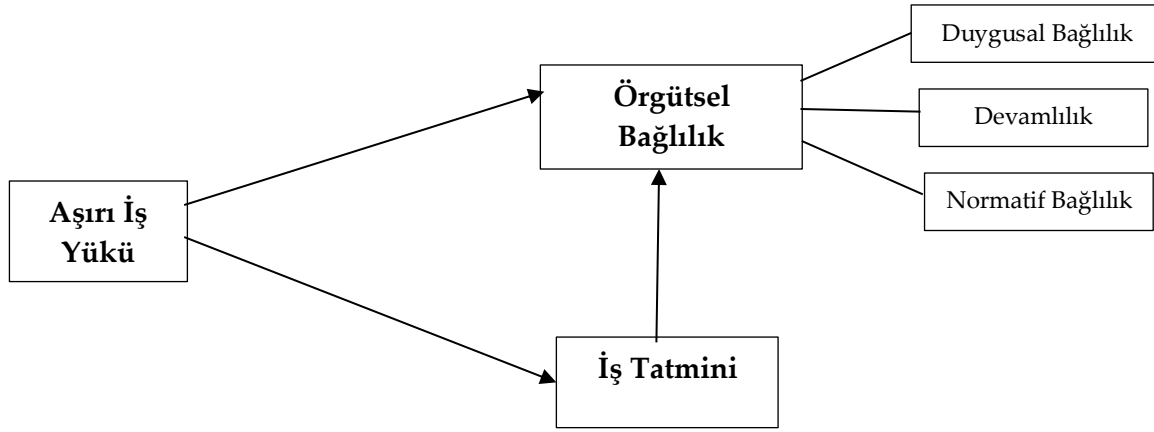 Duygusal Bağlılık
Örgütsel
Bağlılık
Devamlılık
Normatif Bağlılık
Aşırı İş
Yükü
İş Tatmini